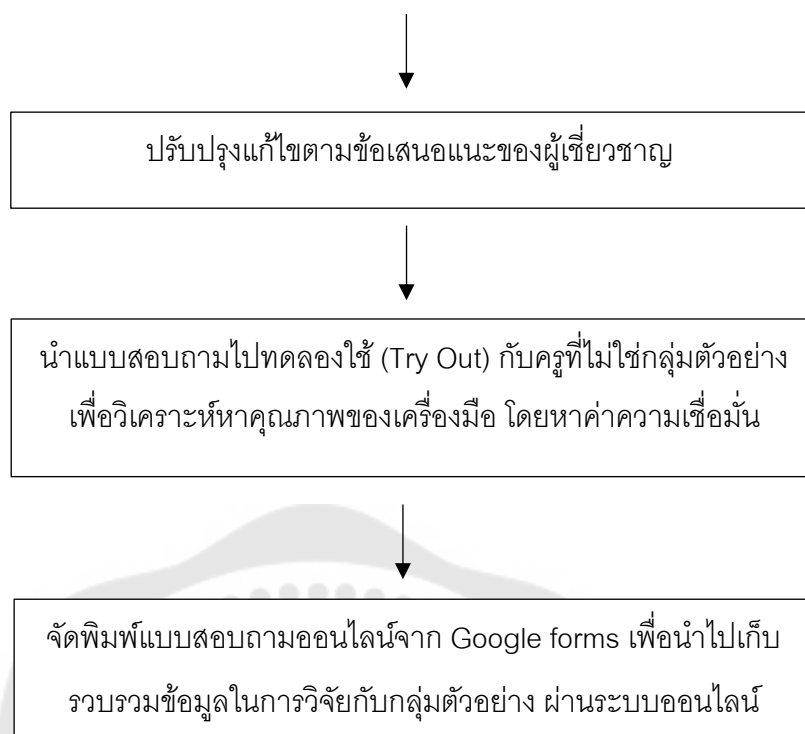 ปรับปรุงแก้ไขตามข้อเสนอแนะของผู้เชี่ยวชาญ
นำแบบสอบถามไปทดลองใช้ (Try Out) กับครูที่ไม่ใช่กลุ่มตัวอย่าง
เพื่อวิเคราะห์หาคุณภาพของเครื่องมือ โดยหาค่าความเชื่อมั่น
จัดพิมพ์แบบสอบถามออนไลน์จาก Google forms เพื่อนำไปเก็บ
รวบรวมข้อมูลในการวิจัยกับกลุ่มตัวอย่าง ผ่านระบบออนไลน์